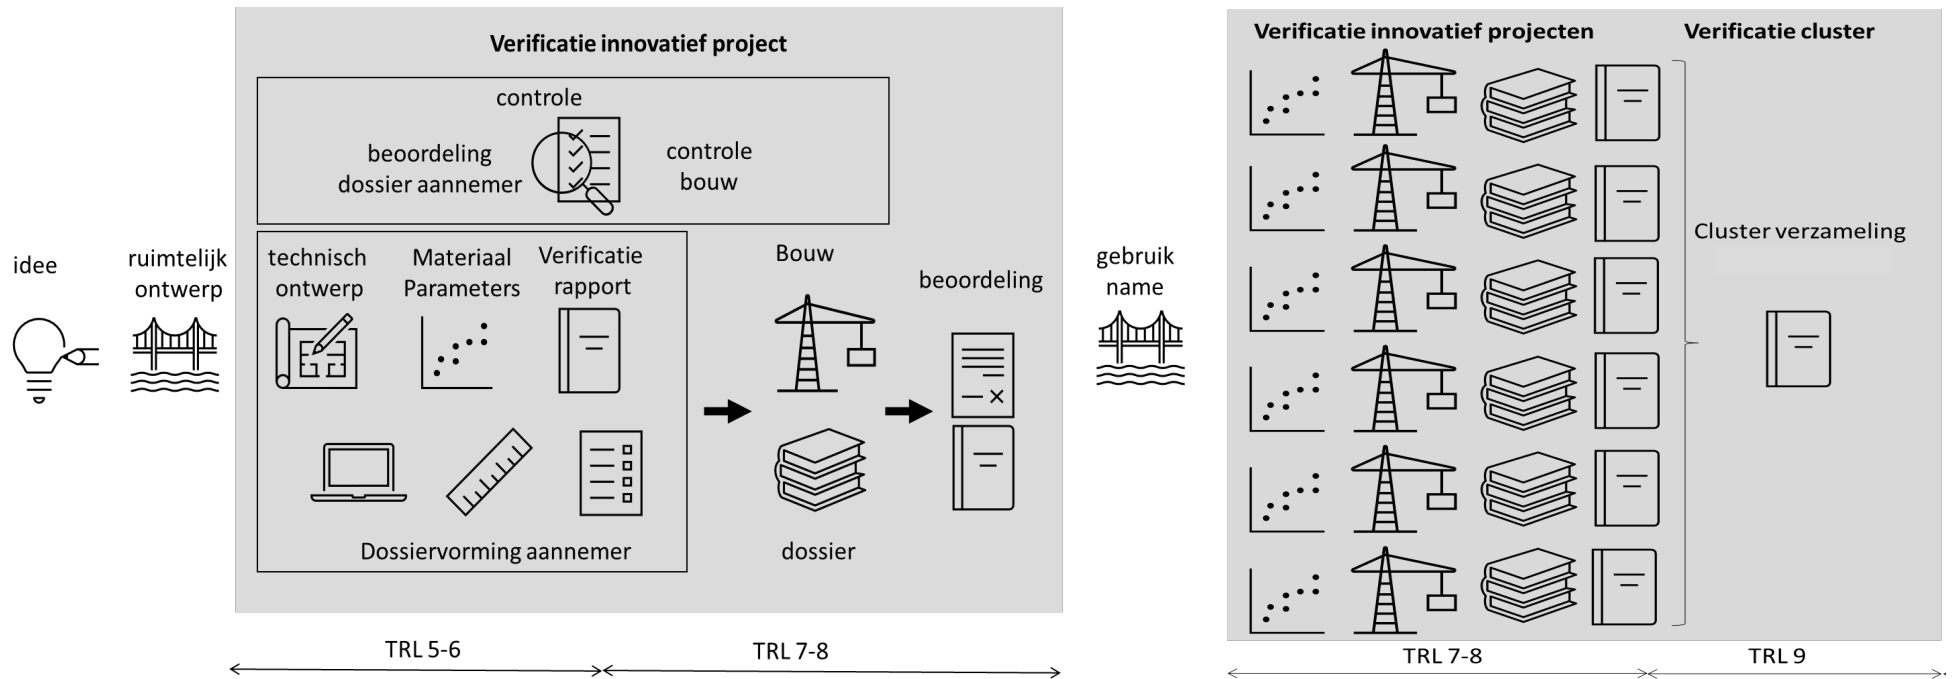 Verificatie innovatief project
controle
beoordeling
dossier aannemer
controle
bouw
idee
ruimtelijk
ontwerp
technisch
ontwerp
Materiaal
Parameters
Verificatie
rapport
Dossiervorming aannemer
Bouw
dossier
beoordeling
gebruik
name
TRL 5-6
TRL 7-8
Verificatie innovatief projecten
Verificatie cluster
Cluster verzameling
TRL 7-8
TRL 9